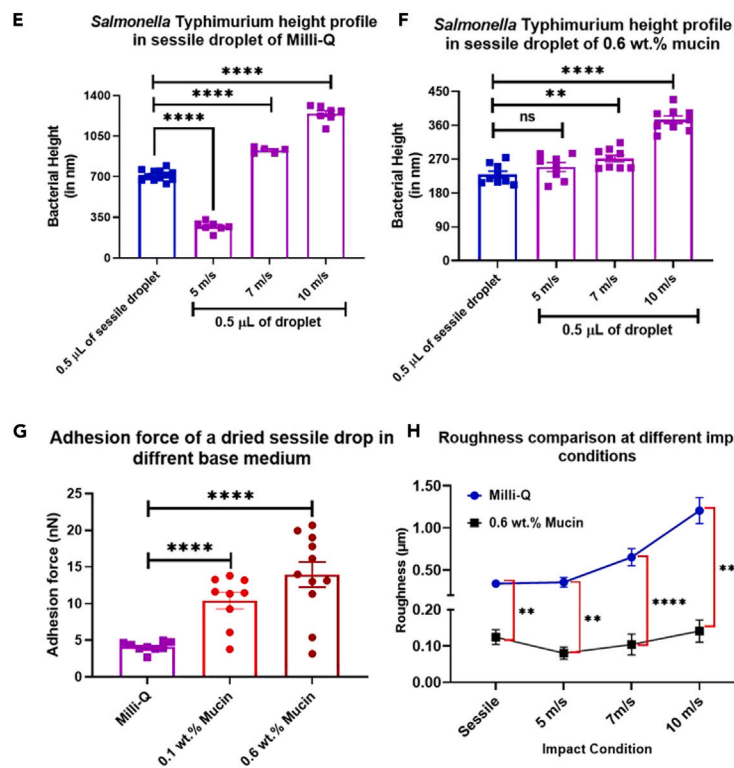 E
Salmonella Typhimurium height profile
in sessile droplet of Milli-Q
Bacterial Height
(in nm)
1400
1050
700
350
0
****
****
****
0.5 µL of sessile droplet
5 m/s
7 m/s
10 m/s
0.5 µL of droplet
F
Salmonella Typhimurium height profile
in sessile droplet of 0.6 wt.% mucin
Bacterial Height
(in nm)
450
360
270
180
90
0
****
**
ns
0.5 µL of sessile droplet
5 m/s
7 m/s
10 m/s
0.5 µL of droplet
G
Adhesion force of a dried sessile drop in
diffrent base medium
Adhesion force (nN)
25
20
15
10
5
0
****
****
Milli-Q
0.1 wt.% Mucin
0.6 wt.% Mucin
H
Roughness comparison at different imp
conditions
Roughness (µm)
1.50
1.00
0.50
0.20
0.10
0.00
Milli-Q
0.6 wt.% Mucin
**
**
****
**
Sessile
5 m/s
7m/s
10 m/s
Impact Condition